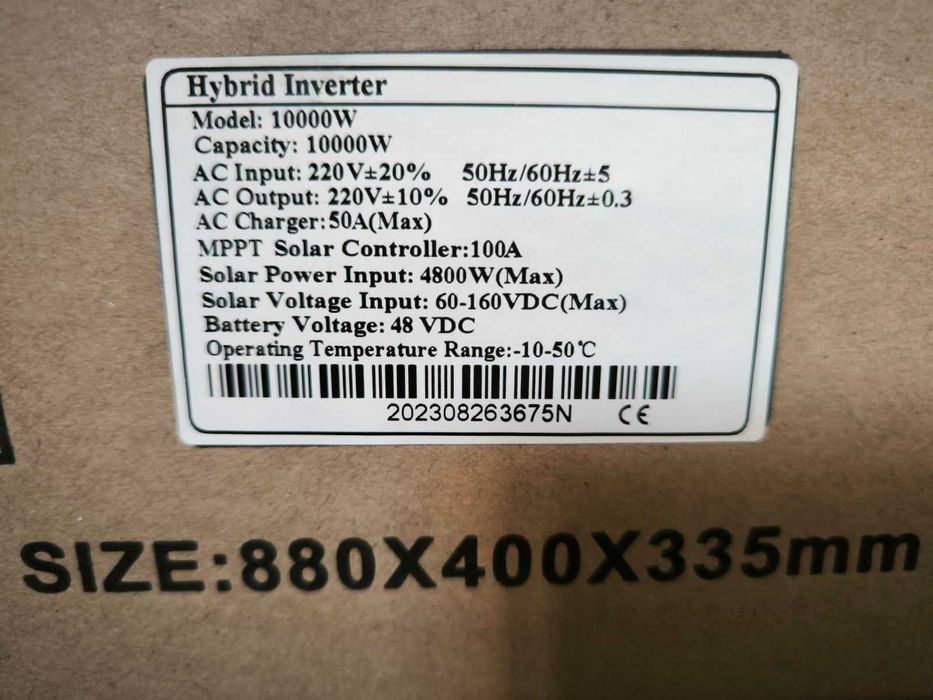 Hybrid Inverter
Model: 10000W
Capacity: 10000W
AC Input: 220V±20% 50Hz/60Hz±5
AC Output: 220V±10% 50Hz/60Hz±0.3
AC Charger:50A(Max)
MPPT Solar Controller:100A
Solar Power Input: 4800W(Max)
Solar Voltage Input: 60-160VDC(Max)
Battery Voltage: 48 VDC
Operating Temperature Range:-10-50℃
202308263675N CE
SIZE:880X400X335mm